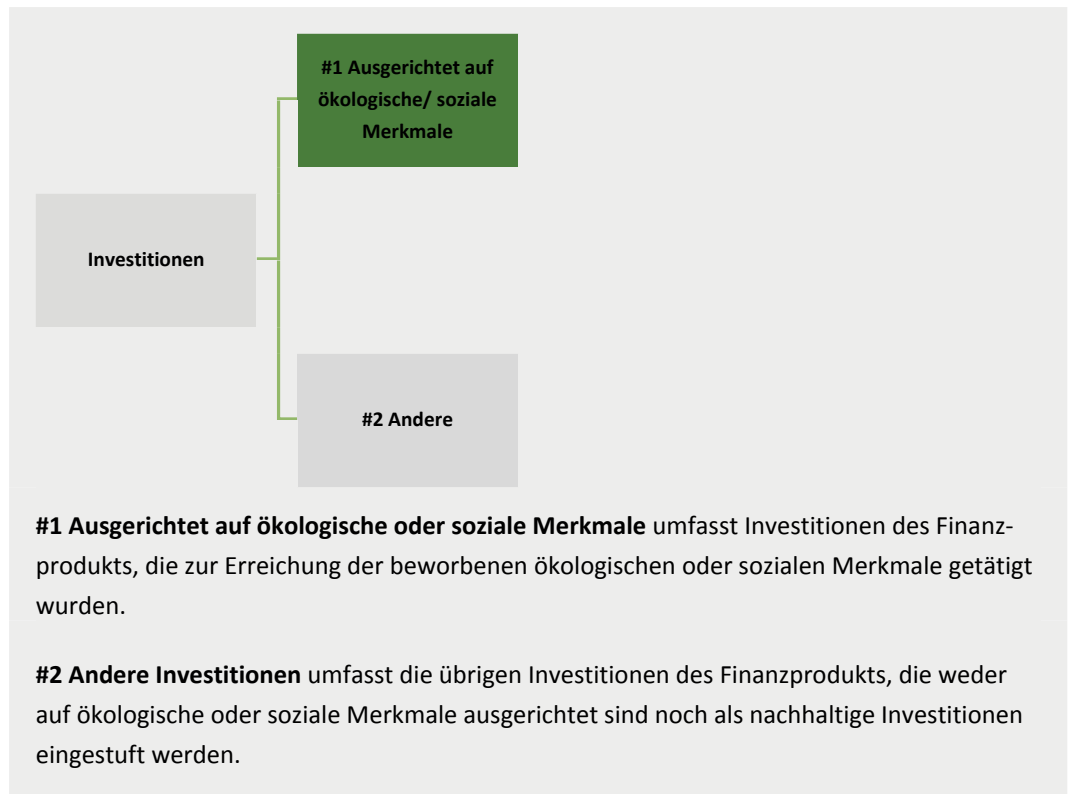 #1 Ausgerichtet auf
ökologische/ soziale
Merkmale
Investitionen
#2 Andere
#1 Ausgerichtet auf ökologische oder soziale Merkmale umfasst Investitionen des Finanz-
produkts, die zur Erreichung der beworbenen ökologischen oder sozialen Merkmale getätigt
wurden.
#2 Andere Investitionen umfasst die übrigen Investitionen des Finanzprodukts, die weder
auf ökologische oder soziale Merkmale ausgerichtet sind noch als nachhaltige Investitionen
eingestuft werden.